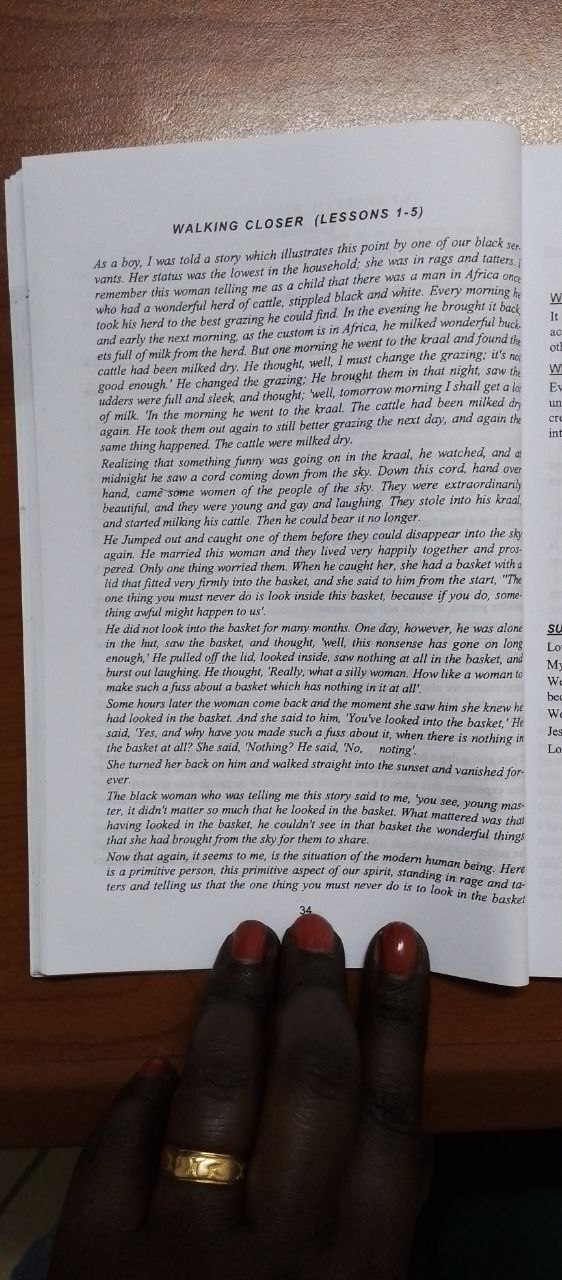 WALKING CLOSER (LESSONS 1-5)
As a boy, I was told a story which illustrates this point by one of our black ser-
vants. Her status was the lowest in the household; she was in rags and tatters. I
remember this woman telling me as a child that there was a man in Africa once
who had a wonderful herd of cattle, stippled black and white. Every morning he
took his herd to the best grazing he could find. In the evening he brought it back,
and early the next morning, as the custom is in Africa, he milked wonderful buck-
ets full of milk from the herd. But one morning he went to the kraal and found the
cattle had been milked dry. He thought, well, I must change the grazing; it's not
good enough.' He changed the grazing; He brought them in that night, saw the
udders were full and sleek, and thought; 'well, tomorrow morning I shall get a lot
of milk. 'In the morning he went to the kraal. The cattle had been milked dry
again. He took them out again to still better grazing the next day, and again the
same thing happened. The cattle were milked dry.
Realizing that something funny was going on in the kraal, he watched, and at
midnight he saw a cord coming down from the sky. Down this cord, hand over
hand, came some women of the people of the sky. They were extraordinarily
beautiful, and they were young and gay and laughing. They stole into his kraal,
and started milking his cattle. Then he could bear it no longer.
He Jumped out and caught one of them before they could disappear into the sky
again. He married this woman and they lived very happily together and pros-
pered. Only one thing worried them. When he caught her, she had a basket with a
lid that fitted very firmly into the basket, and she said to him from the start, "The
one thing you must never do is look inside this basket, because if you do, some-
thing awful might happen to us'.
He did not look into the basket for many months. One day, however, he was alone
in the hut, saw the basket, and thought, 'well, this nonsense has gone on long
enough,' He pulled off the lid, looked inside, saw nothing at all in the basket, and
burst out laughing. He thought, 'Really, what a silly woman. How like a woman to
make such a fuss about a basket which has nothing in it at all'.
Some hours later the woman come back and the moment she saw him she knew he
had looked in the basket. And she said to him, 'You've looked into the basket,' He
said, 'Yes, and why have you made such a fuss about it, when there is nothing in
the basket at all? She said, 'Nothing? He said, 'No, noting'.
She turned her back on him and walked straight into the sunset and vanished for-
ever.
The black woman who was telling me this story said to me, 'you see, young mas-
ter, it didn't matter so much that he looked in the basket. What mattered was that
having looked in the basket, he couldn't see in that basket the wonderful things
that she had brought from the sky for them to share.
Now that again, it seems to me, is the situation of the modern human being. Here
is a primitive person, this primitive aspect of our spirit, standing in rage and ta-
ters and telling us that the one thing you must never do is to look in the basket
34
W
It
ac
ot
W
Ev
un
cre
int
SU
Lo
My
We
bec
We
Jes
Lo